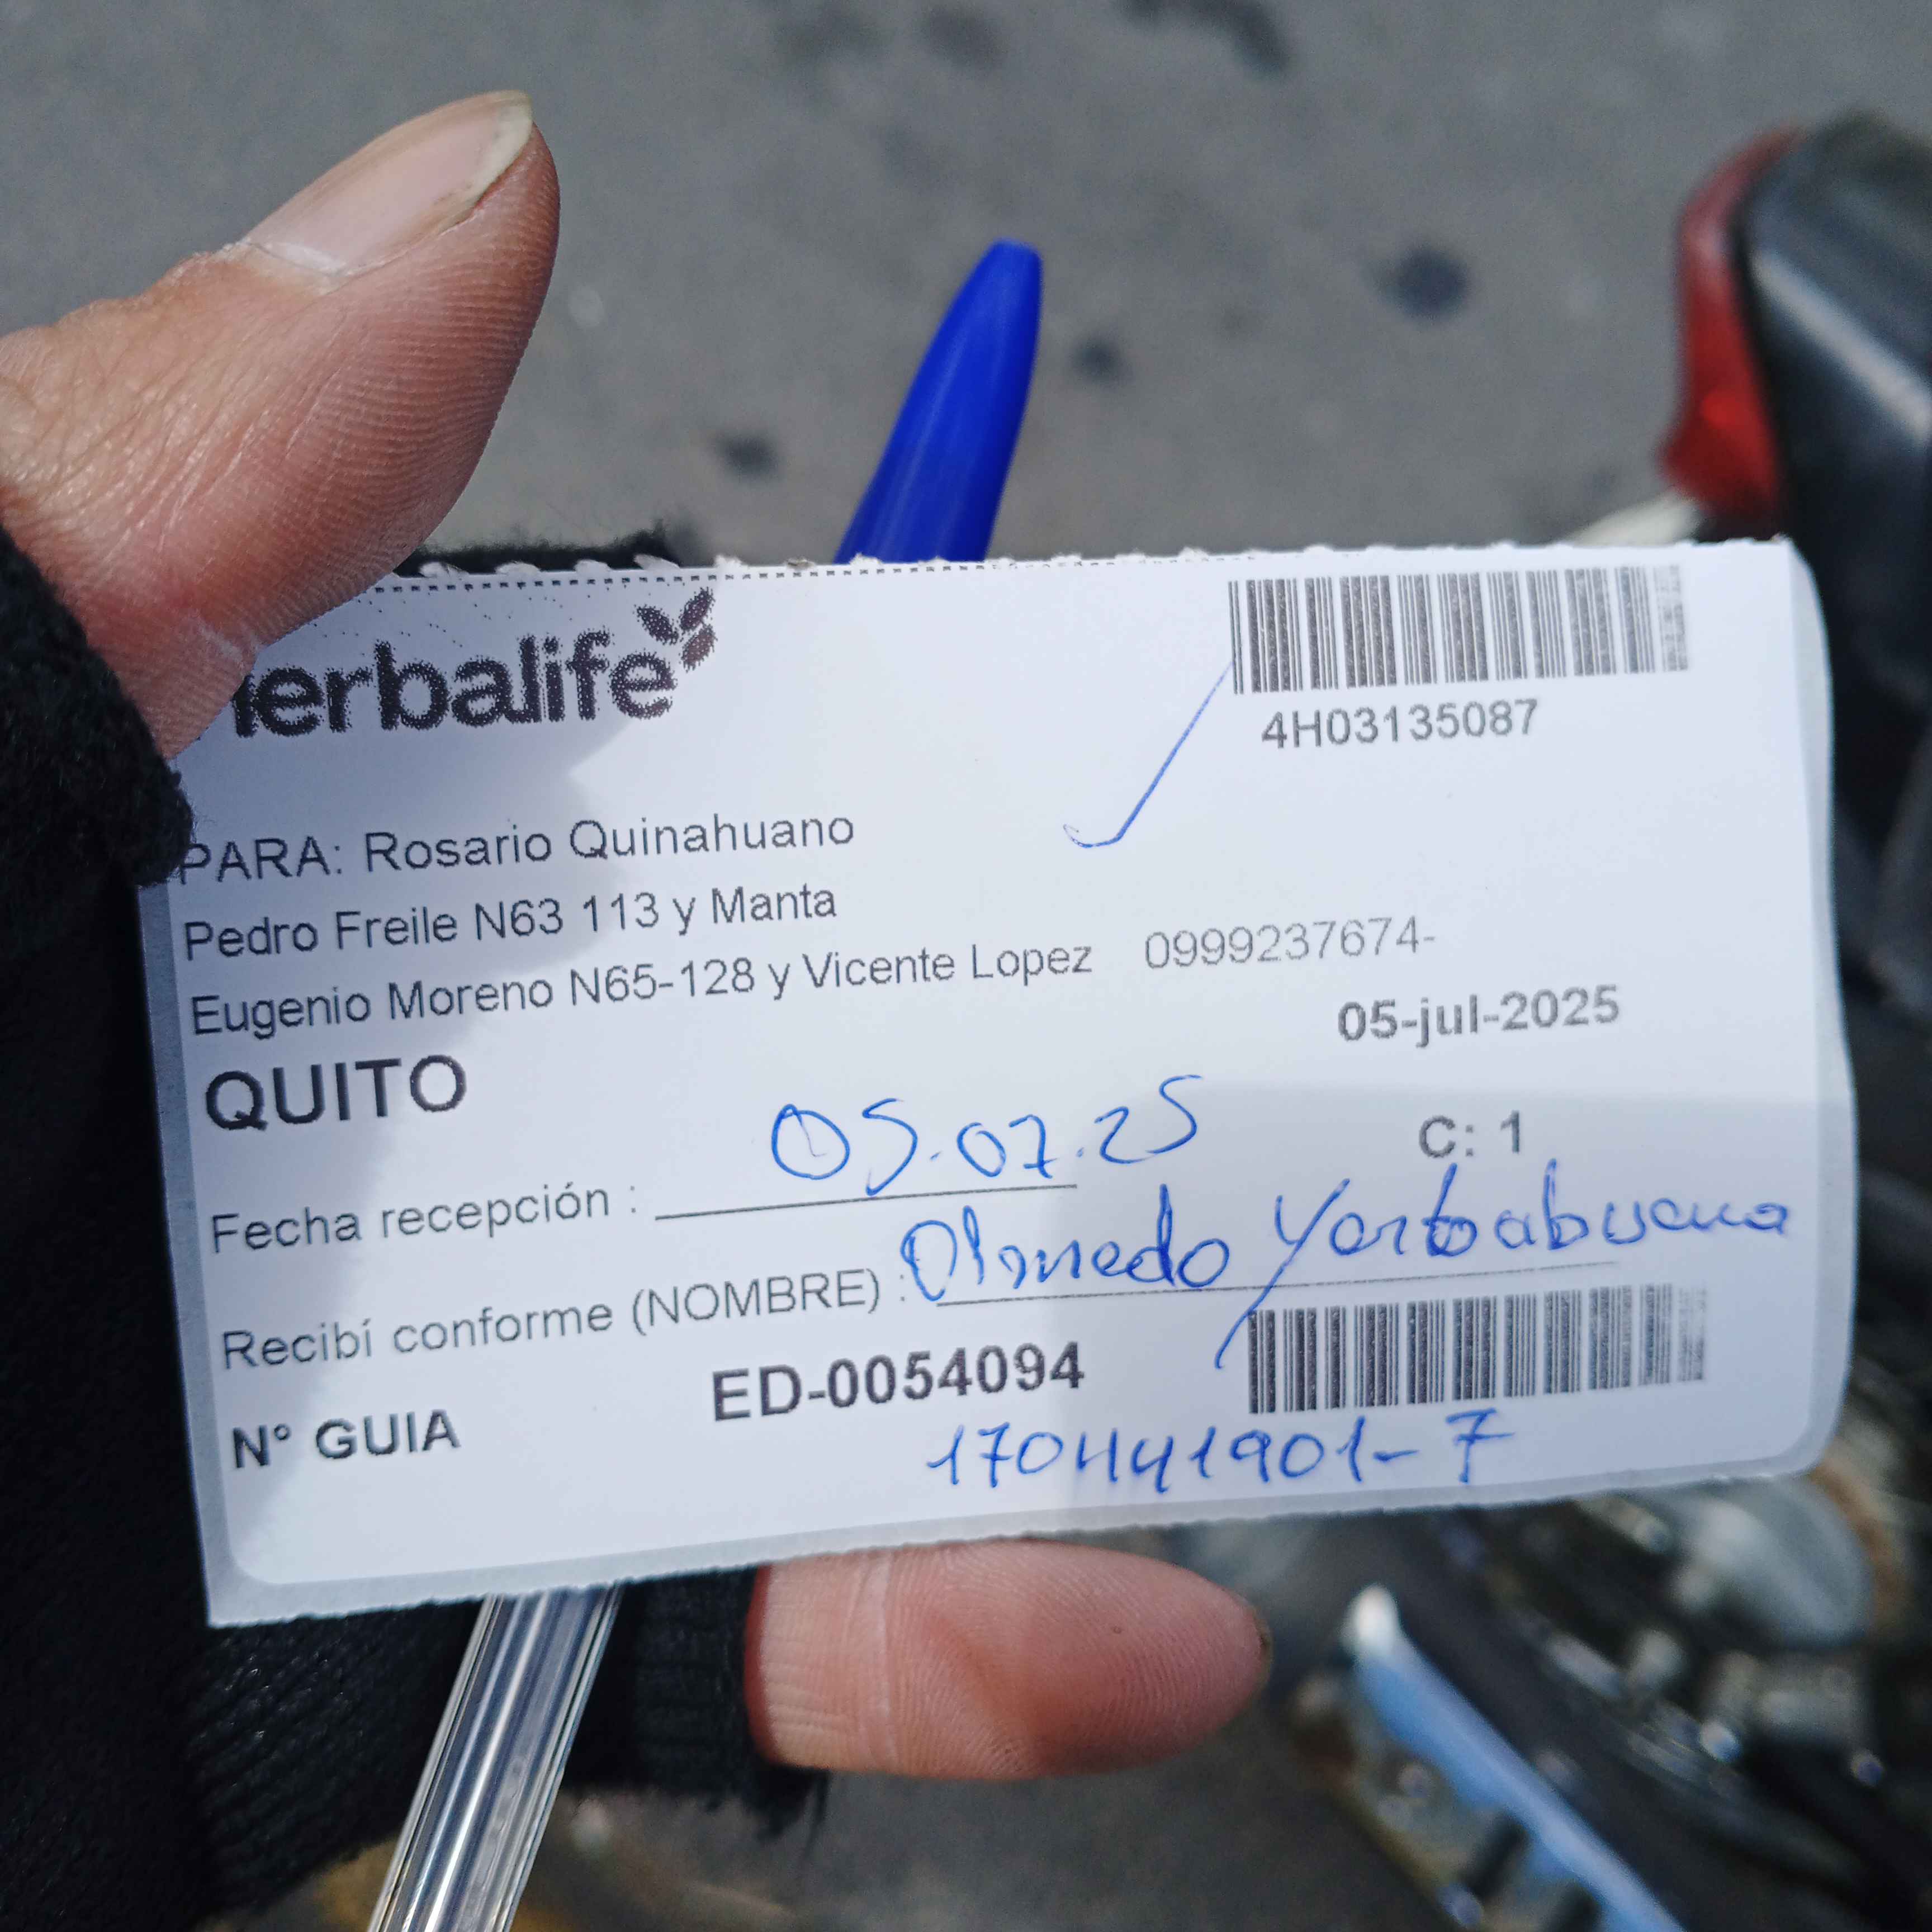 herbalife
4H03135087
PARA: Rosario Quinahuano
Pedro Freile N63 113 y Manta
Eugenio Moreno N65-128 y Vicente Lopez 0999237674-
05-jul-2025
QUITO
C: 1
Fecha recepción : 05.07.25
Recibí conforme (NOMBRE) : Olmedo Yerbabuena
N° GUIA ED-0054094
170441901-7